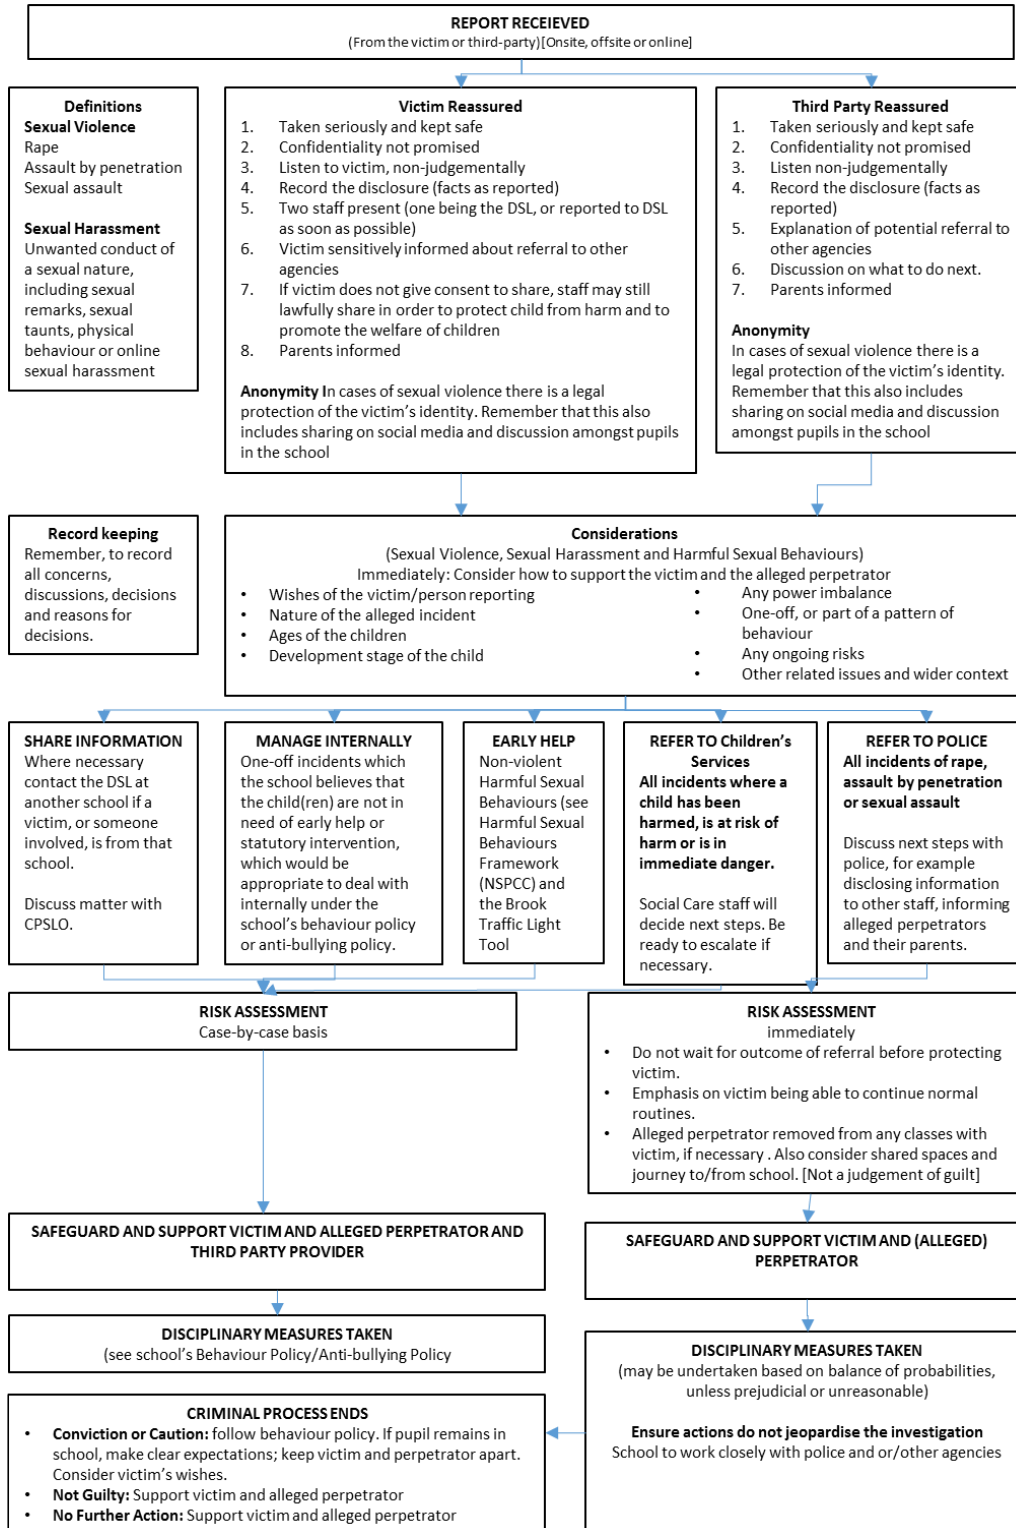 REPORT RECEIEVED
(From the victim or third-party)[Onsite, offsite or online]
Definitions
Sexual Violence
Rape
Assault by penetration
Sexual assault
Sexual Harassment
Unwanted conduct of
a sexual nature,
including sexual
remarks, sexual
taunts, physical
behaviour or online
sexual harassment
Victim Reassured
1. Taken seriously and kept safe
2. Confidentiality not promised
3. Listen to victim, non-judgementally
4. Record the disclosure (facts as reported)
5. Two staff present (one being the DSL, or reported to DSL
as soon as possible)
6. Victim sensitively informed about referral to other
agencies
7. If victim does not give consent to share, staff may still
lawfully share in order to protect child from harm and to
promote the welfare of children
8. Parents informed
Anonymity In cases of sexual violence there is a legal
protection of the victim's identity. Remember that this also
includes sharing on social media and discussion amongst pupils
in the school
Third Party Reassured
1. Taken seriously and kept safe
2. Confidentiality not promised
3. Listen non-judgementally
4. Record the disclosure (facts as
reported)
5. Explanation of potential referral to
other agencies
6. Discussion on what to do next.
7. Parents informed
Anonymity
In cases of sexual violence there is a
legal protection of the victim's identity.
Remember that this also includes
sharing on social media and discussion
amongst pupils in the school
Record keeping
Remember, to record
all concerns,
discussions, decisions
and reasons for
decisions.
Considerations
(Sexual Violence, Sexual Harassment and Harmful Sexual Behaviours)
Immediately: Consider how to support the victim and the alleged perpetrator
• Wishes of the victim/person reporting
• Nature of the alleged incident
• Ages of the children
• Development stage of the child
• Any power imbalance
• One-off, or part of a pattern of
behaviour
• Any ongoing risks
• Other related issues and wider context
SHARE INFORMATION
Where necessary
contact the DSL at
another school if a
victim, or someone
involved, is from that
school.
Discuss matter with
CPSLO.
MANAGE INTERNALLY
One-off incidents which
the school believes that
the child(ren) are not in
need of early help or
statutory intervention,
which would be
appropriate to deal with
internally under the
school's behaviour policy
or anti-bullying policy.
EARLY HELP
Non-violent
Harmful Sexual
Behaviours (see
Harmful Sexual
Behaviours
Framework
(NSPCC) and
the Brook
Traffic Light
Tool
REFER TO Children's
Services
All incidents where a
child has been
harmed, is at risk of
harm or is in
immediate danger.
Social Care staff will
decide next steps. Be
ready to escalate if
necessary.
REFER TO POLICE
All incidents of rape,
assault by penetration
or sexual assault
Discuss next steps with
police, for example
disclosing information
to other staff, informing
alleged perpetrators
and their parents.
RISK ASSESSMENT
Case-by-case basis
RISK ASSESSMENT
immediately
• Do not wait for outcome of referral before protecting
victim.
• Emphasis on victim being able to continue normal
routines.
• Alleged perpetrator removed from any classes with
victim, if necessary . Also consider shared spaces and
journey to/from school. [Not a judgement of guilt]
SAFEGUARD AND SUPPORT VICTIM AND ALLEGED PERPETRATOR AND
THIRD PARTY PROVIDER
SAFEGUARD AND SUPPORT VICTIM AND (ALLEGED)
PERPETRATOR
DISCIPLINARY MEASURES TAKEN
(see school's Behaviour Policy/Anti-bullying Policy
DISCIPLINARY MEASURES TAKEN
(may be undertaken based on balance of probabilities,
unless prejudicial or unreasonable)
Ensure actions do not jeopardise the investigation
School to work closely with police and or/other agencies
CRIMINAL PROCESS ENDS
• Conviction or Caution: follow behaviour policy. If pupil remains in
school, make clear expectations; keep victim and perpetrator apart.
Consider victim's wishes.
• Not Guilty: Support victim and alleged perpetrator
• No Further Action: Support victim and alleged perpetrator